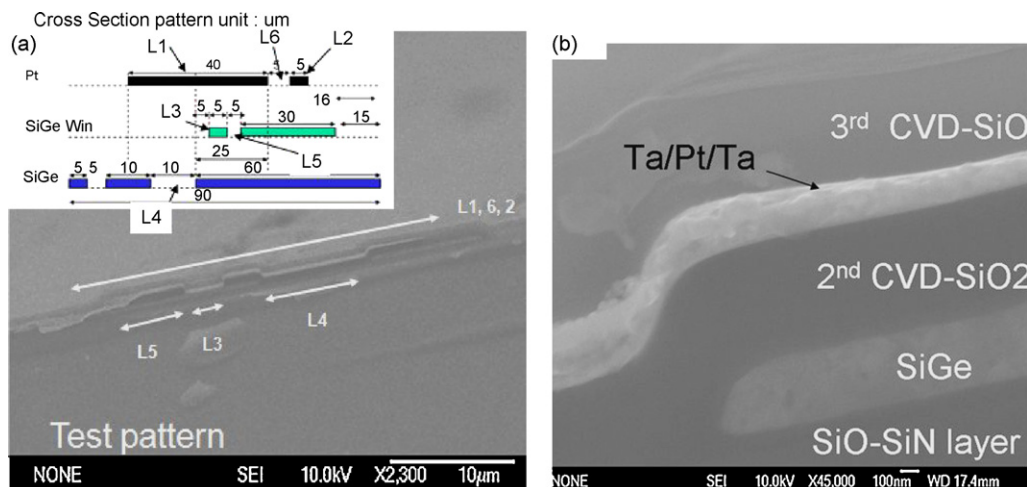 Cross Section pattern unit : um
(a)
L1
L6
L2
Pt
40
5
5
16
SiGe Win
L3
5
5
5
30
15
L5
25
SiGe
5
5
10
10
60
L4
90
L1, 6, 2
L4
L3
L5
Test pattern
NONE SEI 10.0kV X2,300 10μm
(b)
3rd CVD-SiO
Ta/Pt/Ta
2nd CVD-SiO2
SiGe
SiO-SiN layer
NONE SEI 10.0kV X45,000 100nm WD 17.4mm